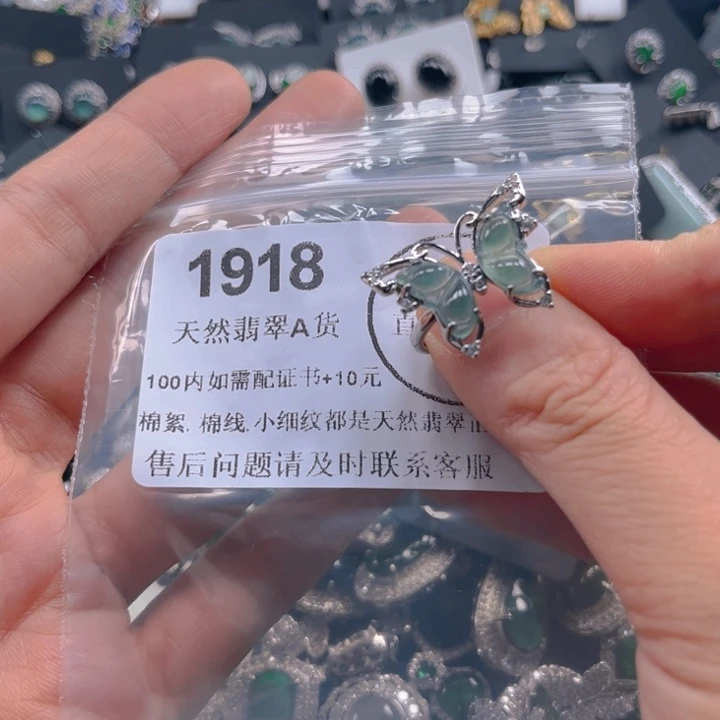 1918
天然翡翠A货
直
100内如需配证书+10元
棉絮.棉线.小细纹都是天然翡翠
售后问题请及时联系客服